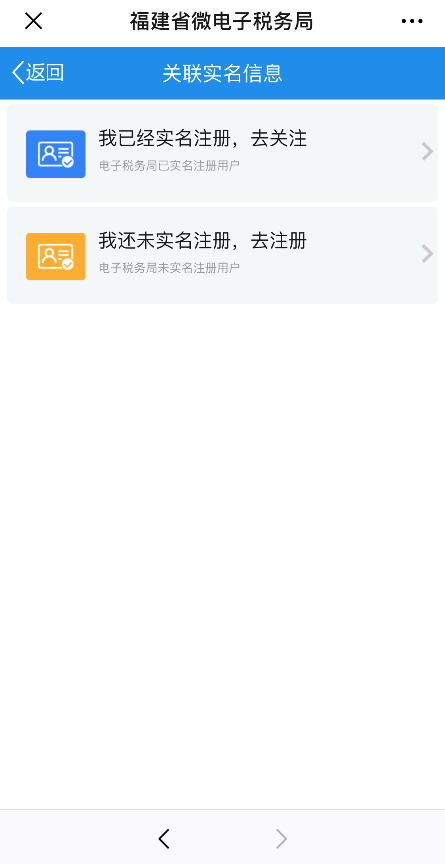 福建省微电子税务局
返回
关联实名信息
我已经实名注册，去关注
电子税务局已实名注册用户
我还未实名注册，去注册
电子税务局未实名注册用户